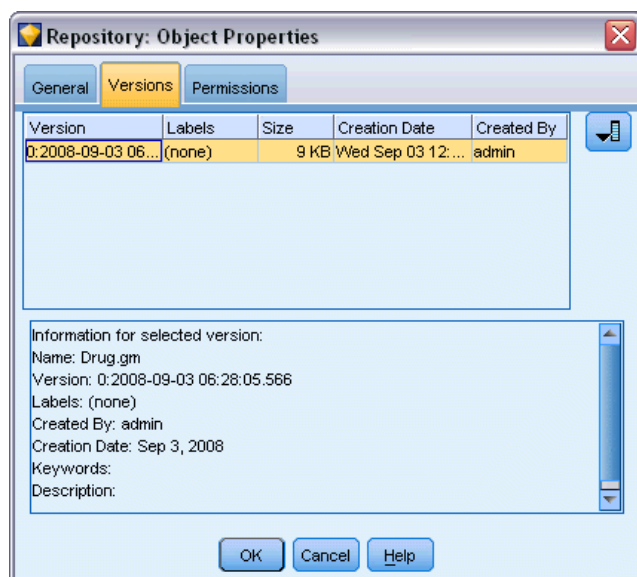 Repository: Object Properties
General Versions Permissions
Version Labels Size Creation Date Created By
0:2008-09-03 06... (none) 9 KB Wed Sep 03 12:... admin
Information for selected version:
Name: Drug.gm
Version: 0:2008-09-03 06:28:05.566
Labels: (none)
Created By: admin
Creation Date: Sep 3, 2008
Keywords:
Description:
OK Cancel Help